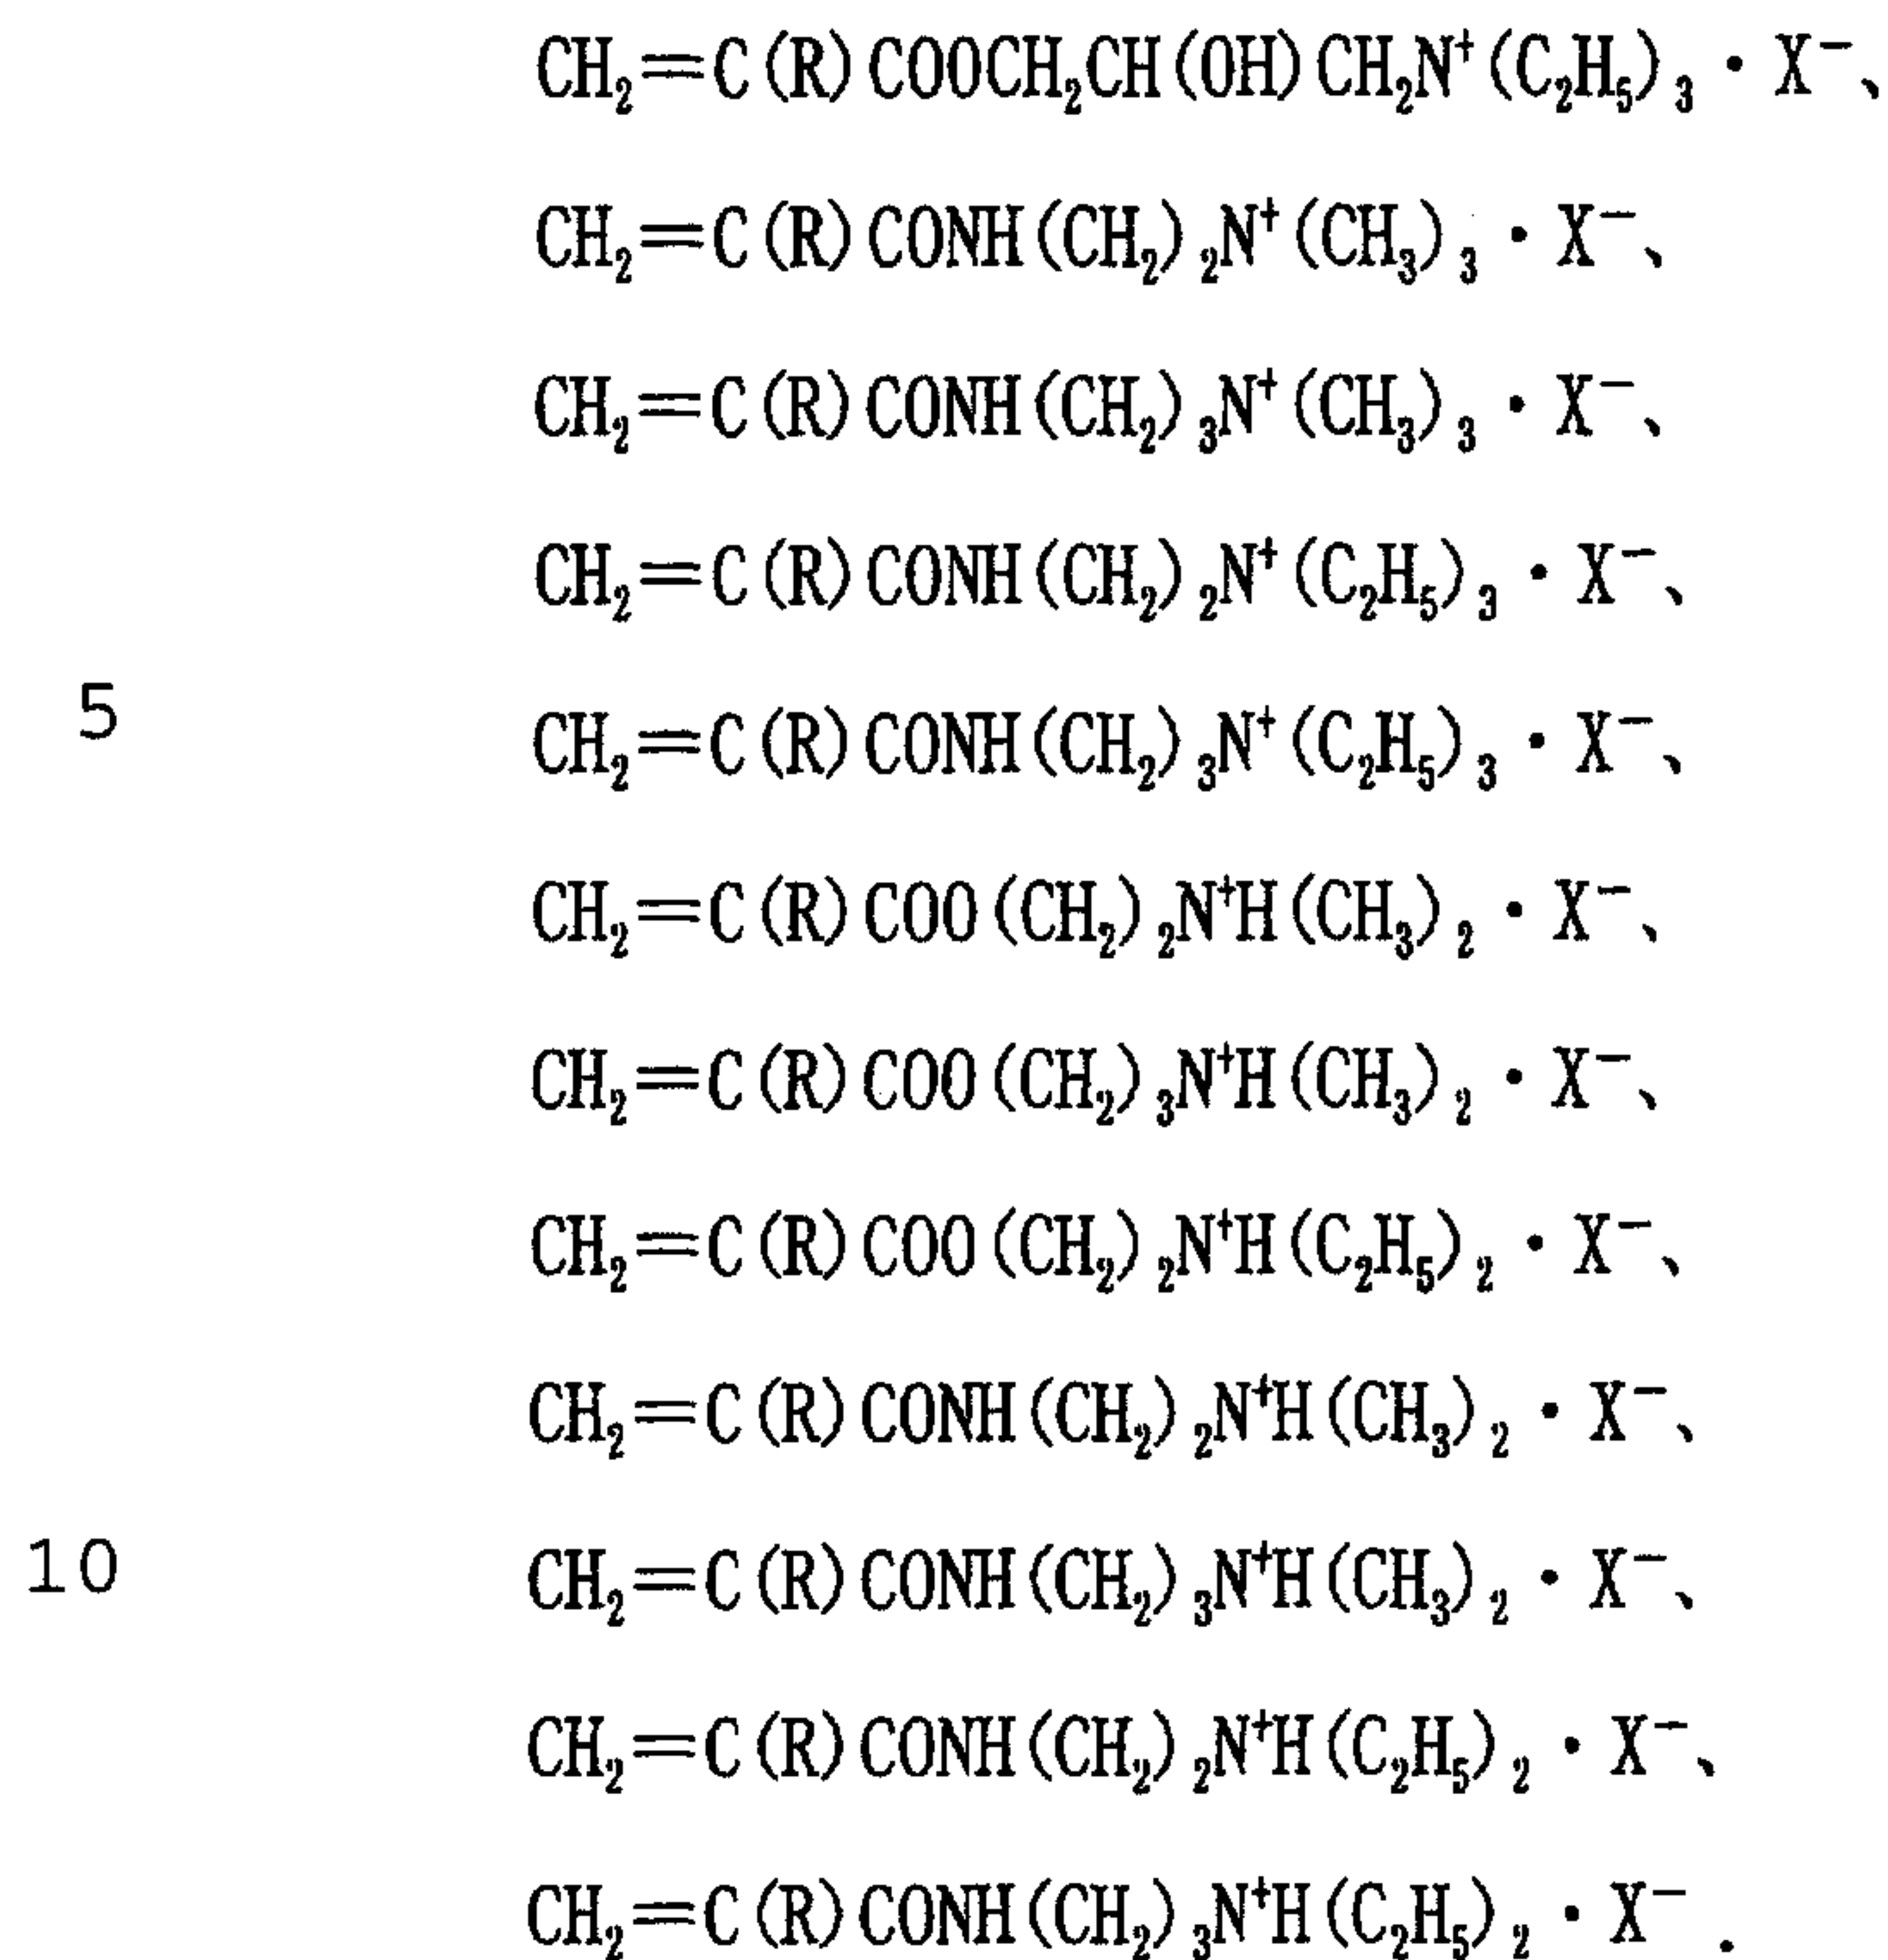 CH₂=C(R)COOCH₂CH(OH)CH₂N⁺(C₂H₅)₃·X⁻、
CH₂=C(R)CONH(CH₂)₂N⁺(CH₃)₃·X⁻、
CH₂=C(R)CONH(CH₂)₃N⁺(CH₃)₃·X⁻、
CH₂=C(R)CONH(CH₂)₂N⁺(C₂H₅)₃·X⁻、
5 CH₂=C(R)CONH(CH₂)₃N⁺(C₂H₅)₃·X⁻、
CH₂=C(R)COO(CH₂)₂N⁺H(CH₃)₂·X⁻、
CH₂=C(R)COO(CH₂)₃N⁺H(CH₃)₂·X⁻、
CH₂=C(R)COO(CH₂)₂N⁺H(C₂H₅)₂·X⁻、
CH₂=C(R)CONH(CH₂)₂N⁺H(CH₃)₂·X⁻、
10 CH₂=C(R)CONH(CH₂)₃N⁺H(CH₃)₂·X⁻、
CH₂=C(R)CONH(CH₂)₂N⁺H(C₂H₅)₂·X⁻、
CH₂=C(R)CONH(CH₂)₃N⁺H(C₂H₅)₂·X⁻.